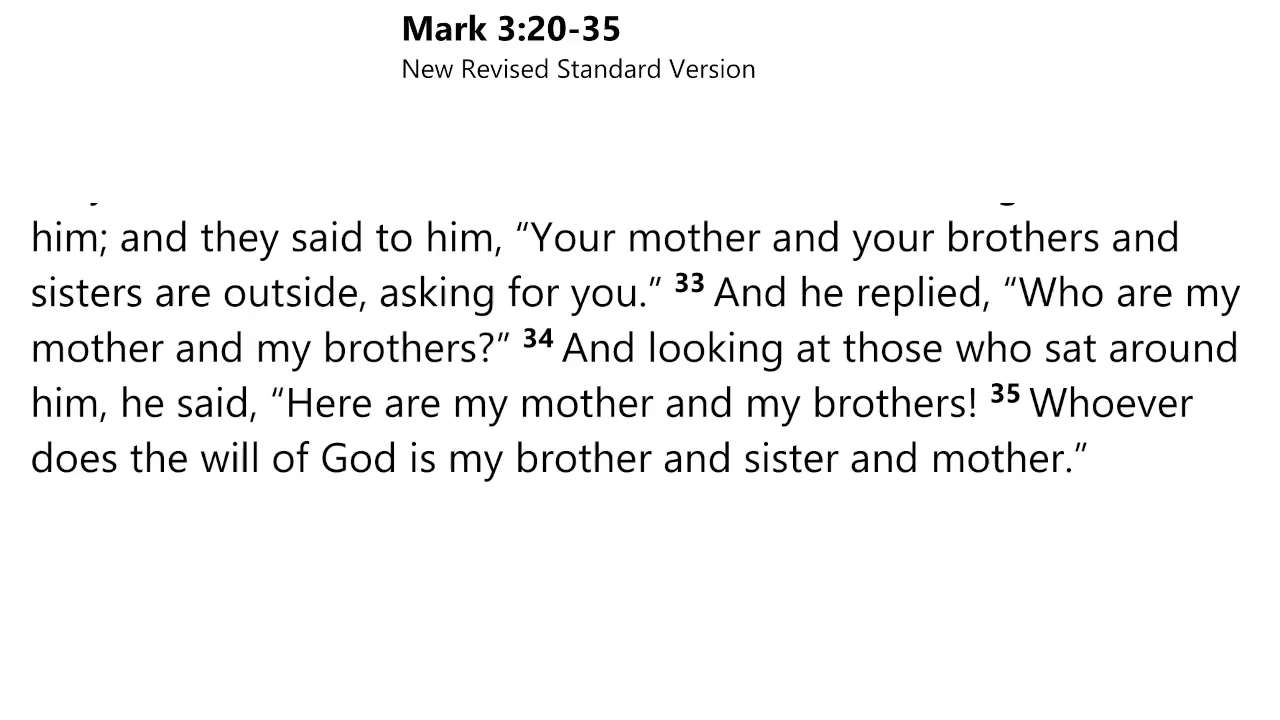 Mark 3:20-35
New Revised Standard Version
him; and they said to him, “Your mother and your brothers and
sisters are outside, asking for you.” 33 And he replied, “Who are my
mother and my brothers?” 34 And looking at those who sat around
him, he said, “Here are my mother and my brothers! 35 Whoever
does the will of God is my brother and sister and mother.”